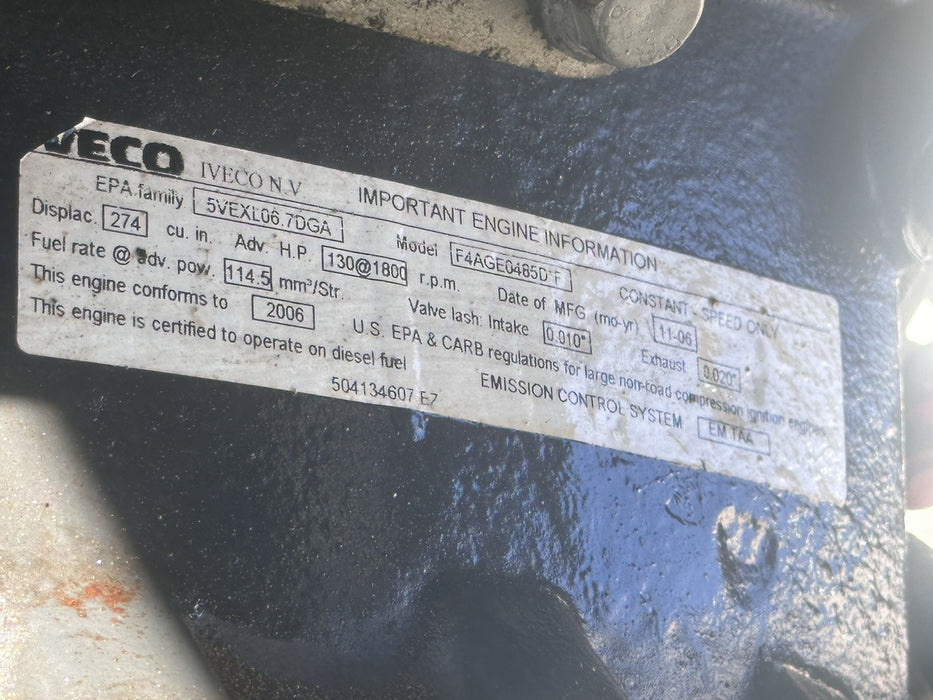 IVECO IVECO N.V IMPORTANT ENGINE INFORMATION
EPA family 5VEXL06.7DGA Model F4AGE0485D*F CONSTANT - SPEED ONLY
Displac. 274 cu. in. Adv. H.P. 130@1800 r.p.m. Date of MFG (mo-yr) 11-06
Fuel rate @ adv. pow. 114.5 mm³/Str. Valve lash: Intake 0.010" Exhaust 0.020"
This engine conforms to 2006 U.S. EPA & CARB regulations for large non-road compression ignition engines
This engine is certified to operate on diesel fuel EMISSION CONTROL SYSTEM EM TAA
504134607 EZ